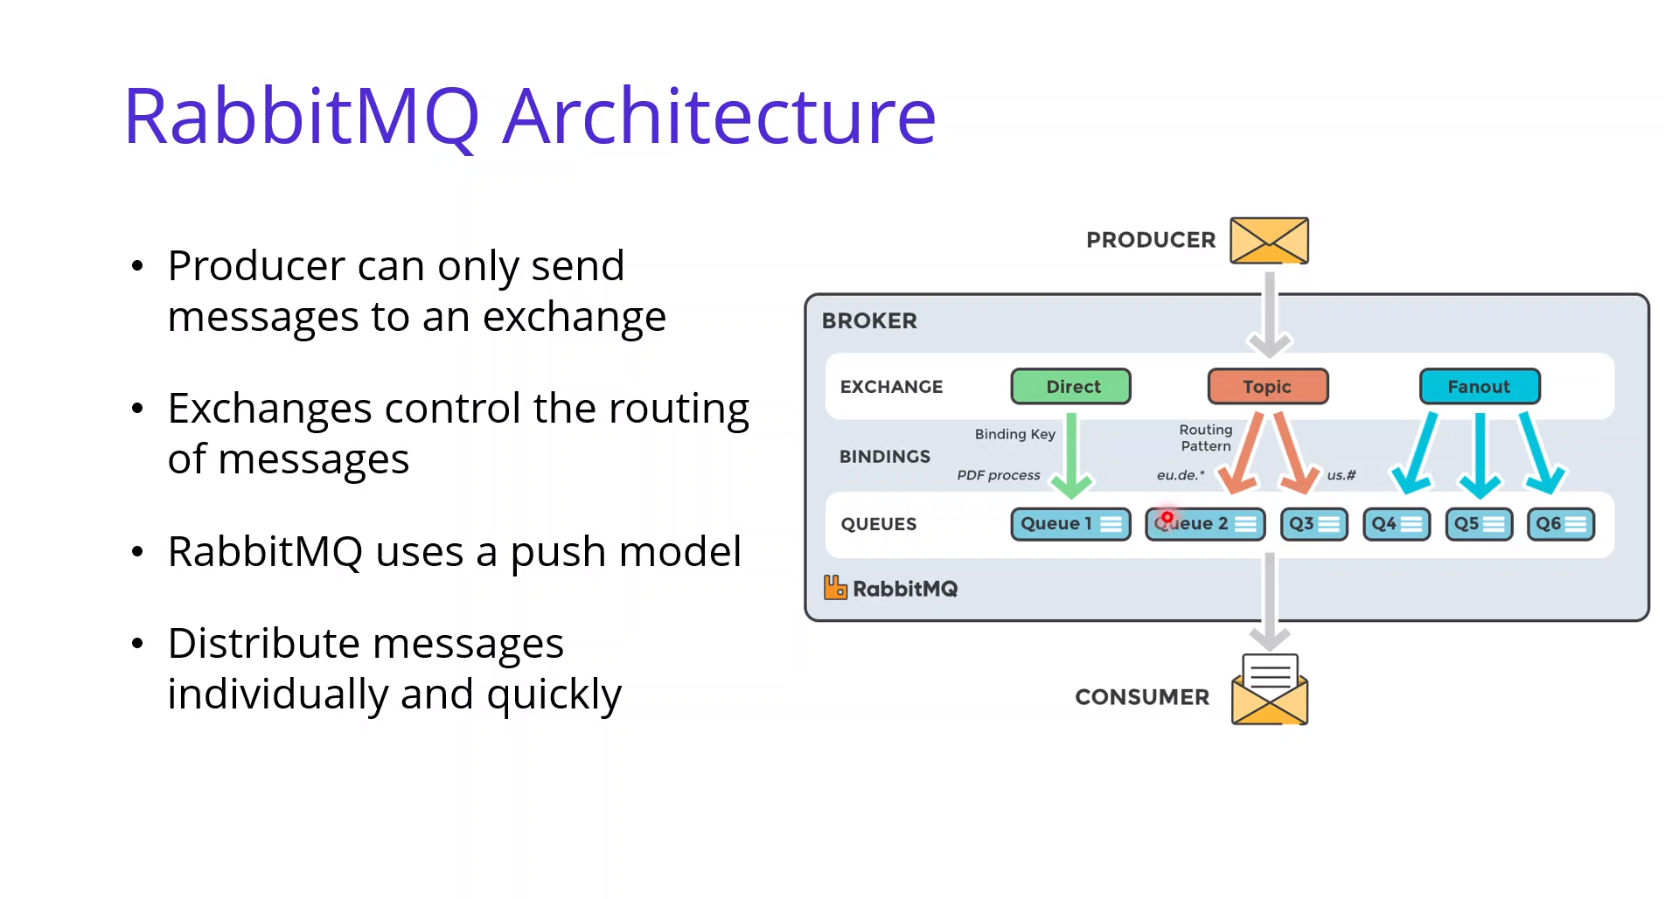 RabbitMQ Architecture
• Producer can only send
messages to an exchange
• Exchanges control the routing
of messages
• RabbitMQ uses a push model
• Distribute messages
individually and quickly
PRODUCER
BROKER
EXCHANGE
Direct
Topic
Fanout
Binding Key
Routing
Pattern
BINDINGS
PDF process
eu.de.*
us.#
QUEUES
Queue 1
Queue 2
Q3
Q4
Q5
Q6
RabbitMQ
CONSUMER